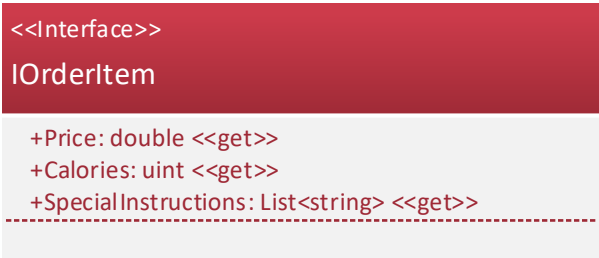 <<Interface>>
IOrderItem
+Price: double <<get>>
+Calories: uint <<get>>
+SpecialInstructions: List<string> <<get>>